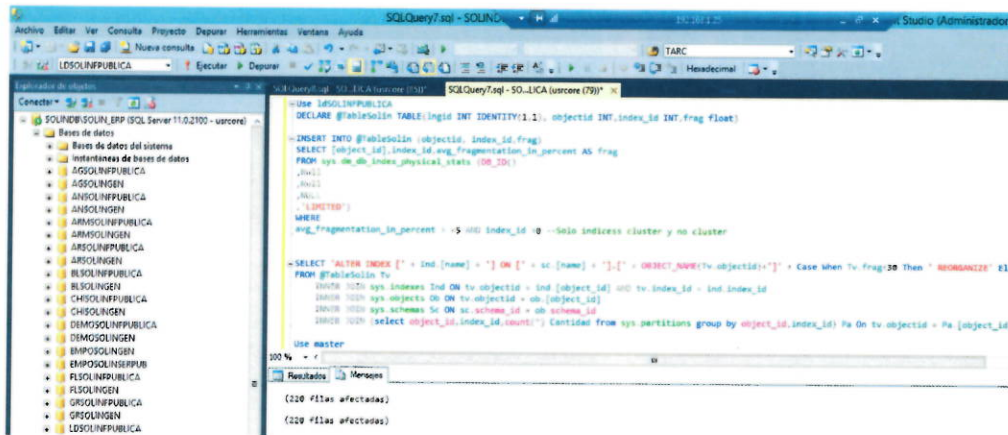 SQLQuery7.sql - SOLIND
192.168.1.25
t Studio (Administrador
Archivo Editar Ver Consulta Proyecto Depurar Herramientas Ventana Ayuda
Nueva consulta
TARC
LDSOLINFPUBLICA
Ejecutar
Depurar
Hexadecimal
Explorador de objetos
SQLQuery7.sql - SO...LICA (usrcore (79))*
Conectar
SOLINDB\SOLIN_ERP (SQL Server 11.0.2100 - usrcore)
Bases de datos
Bases de datos del sistema
Instantáneas de bases de datos
AGSOLINFPUBLICA
AGSOLINGEN
ANSOLINFPUBLICA
ANSOLINGEN
ARMSOLINFPUBLICA
ARMSOLINGEN
ARSOLINFPUBLICA
ARSOLINGEN
BLSOLINFPUBLICA
BLSOLINGEN
CHISOLINFPUBLICA
CHISOLINGEN
DEMOSOLINFPUBLICA
DEMOSOLINGEN
EMPOSOLINGEN
EMPOSOLINSERPUB
FLSOLINFPUBLICA
FLSOLINGEN
GRSOLINFPUBLICA
GRSOLINGEN
LDSOLINFPUBLICA
Use ldSOLINFPUBLICA
DECLARE @TableSolin TABLE(ingid INT IDENTITY(1,1), objectid INT,index_id INT,frag float)
INSERT INTO @TableSolin (objectid, index_id,frag)
SELECT [object_id],index_id,avg_fragmentation_in_percent AS frag
FROM sys.dm_db_index_physical_stats (DB_ID()
,Null
,Null
,NULL
,'LIMITED')
WHERE
avg_fragmentation_in_percent > =5 AND index_id >0 --Solo indicess cluster y no cluster
SELECT 'ALTER INDEX [' + ind.[name] + '] ON [' + sc.[name] + '].[' + OBJECT_NAME(Tv.objectid)+']' + Case When Tv.frag<30 Then ' REORGANIZE' El
FROM @TableSolin Tv
INNER JOIN sys.indexes Ind ON tv.objectid = ind.[object_id] AND tv.index_id = ind.index_id
INNER JOIN sys.objects Ob ON tv.objectid = ob.[object_id]
INNER JOIN sys.schemas Sc ON sc.schema_id = ob.schema_id
INNER JOIN (select object_id,index_id,count(*) Cantidad from sys.partitions group by object_id,index_id) Pa On tv.objectid = Pa.[object_id
Use master
100 %
Resultados
Mensajes
(220 filas afectadas)
(220 filas afectadas)